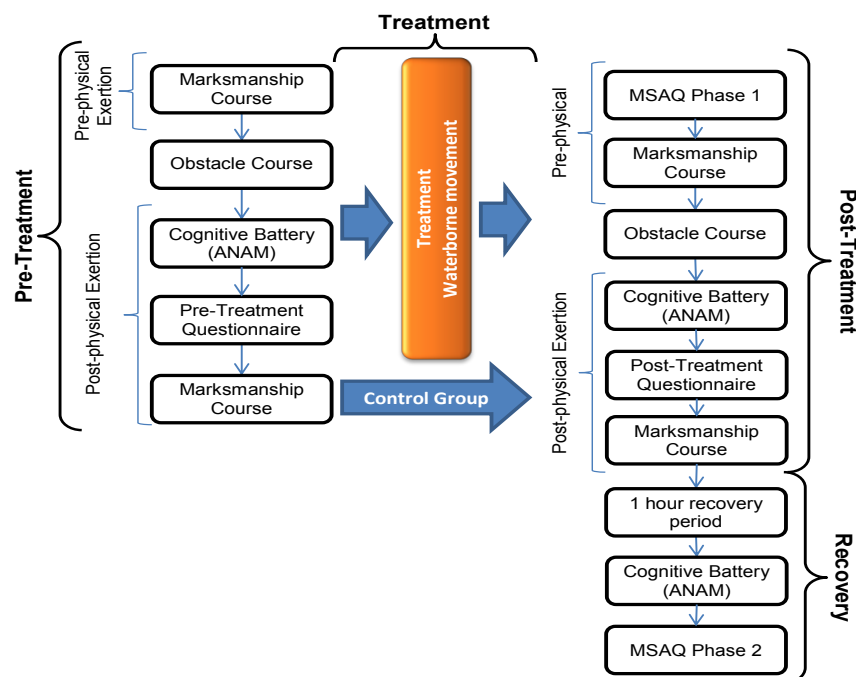 Treatment
Pre-Treatment
Pre-physical
Exertion
Marksmanship
Course
Obstacle Course
Post-physical Exertion
Cognitive Battery
(ANAM)
Pre-Treatment
Questionnaire
Marksmanship
Course
Treatment
Waterborne movement
Control Group
Pre-physical
MSAQ Phase 1
Marksmanship
Course
Obstacle Course
Post-physical Exertion
Cognitive Battery
(ANAM)
Post-Treatment
Questionnaire
Marksmanship
Course
Post-Treatment
1 hour recovery
period
Cognitive Battery
(ANAM)
MSAQ Phase 2
Recovery